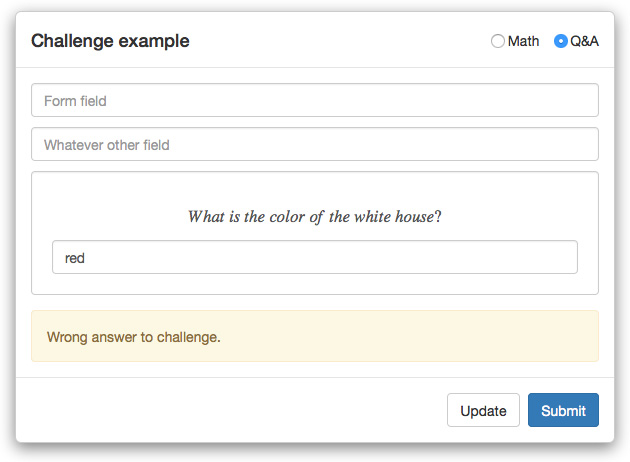 Challenge example
Math
Q&A
Form field
Whatever other field
What is the color of the white house?
red
Wrong answer to challenge.
Update
Submit